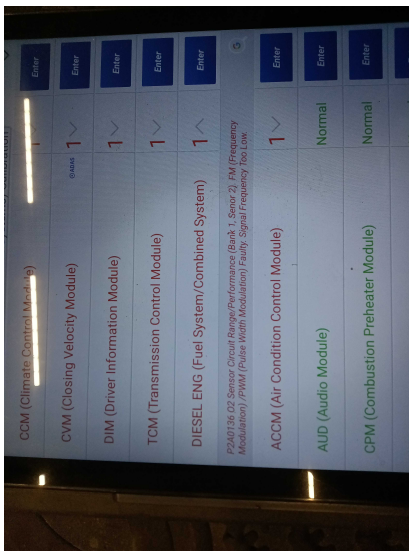 CCM (Climate Control Module)
1
Enter
CVM (Closing Velocity Module)
1
Enter
DIM (Driver Information Module)
1
Enter
TCM (Transmission Control Module)
1
Enter
DIESEL ENG (Fuel System/Combined System)
1
Enter
P2A0136 O2 Sensor Circuit Range/Performance (Bank 1, Senor 2). FM (Frequency
Modulation) /PWM (Pulse Width Modulation) Faulty. Signal Frequency Too Low.
G
ACCM (Air Condition Control Module)
1
Enter
AUD (Audio Module)
Normal
Enter
CPM (Combustion Preheater Module)
Normal
Enter